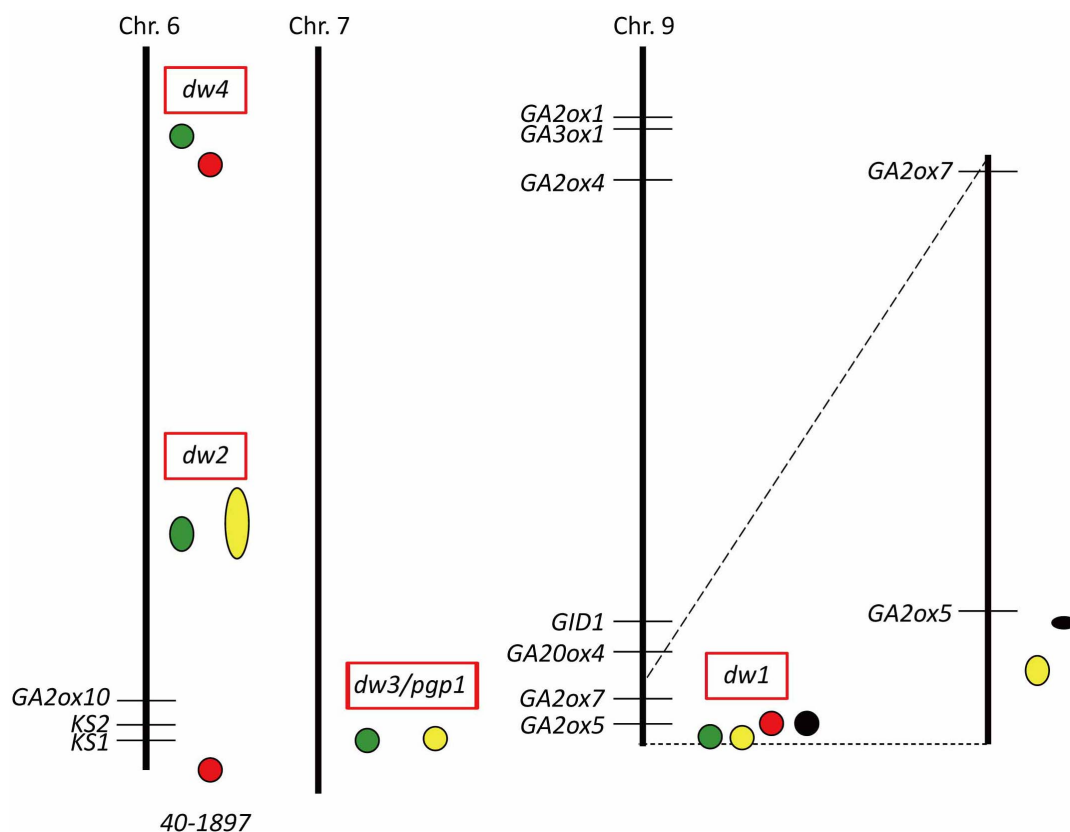 Chr. 6
Chr. 7
Chr. 9
dw4
GA2ox1
GA3ox1
GA2ox4
GA2ox7
dw2
GID1
GA2ox5
GA20ox4
dw1
dw3/pgp1
GA2ox10
GA2ox7
KS2
GA2ox5
KS1
40-1897